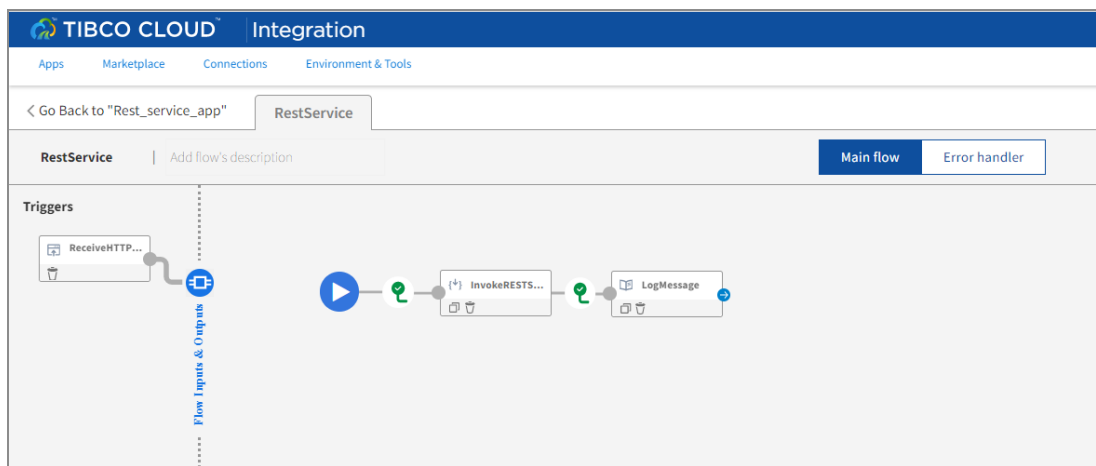 TIBCO CLOUD™ Integration
Apps Marketplace Connections Environment & Tools
Go Back to "Rest_service_app" RestService
RestService Add flow's description Main flow Error handler
Triggers
ReceiveHTTP...
InvokeRESTS... LogMessage
Flow Inputs & Outputs